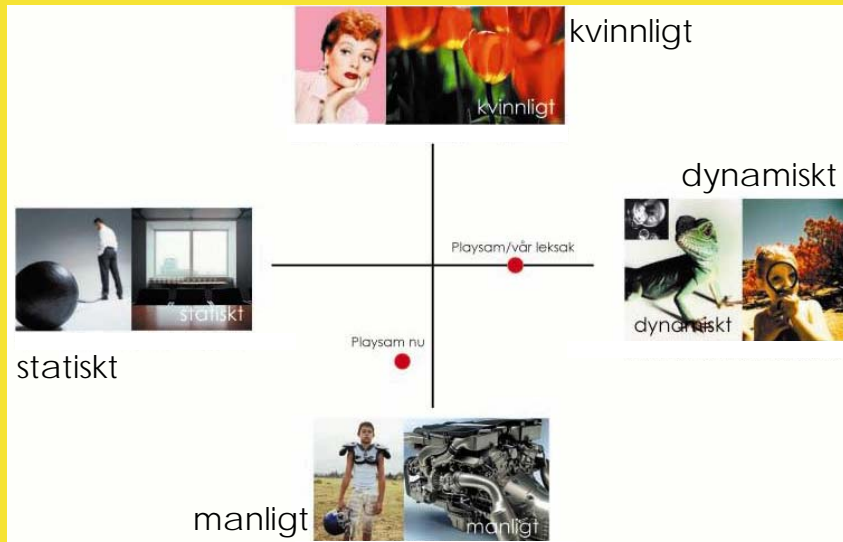 kvinnligt
kvinnligt
dynamiskt
Playsam/vår leksak
statiskt
dynamiskt
Playsam nu
statiskt
manligt
manligt